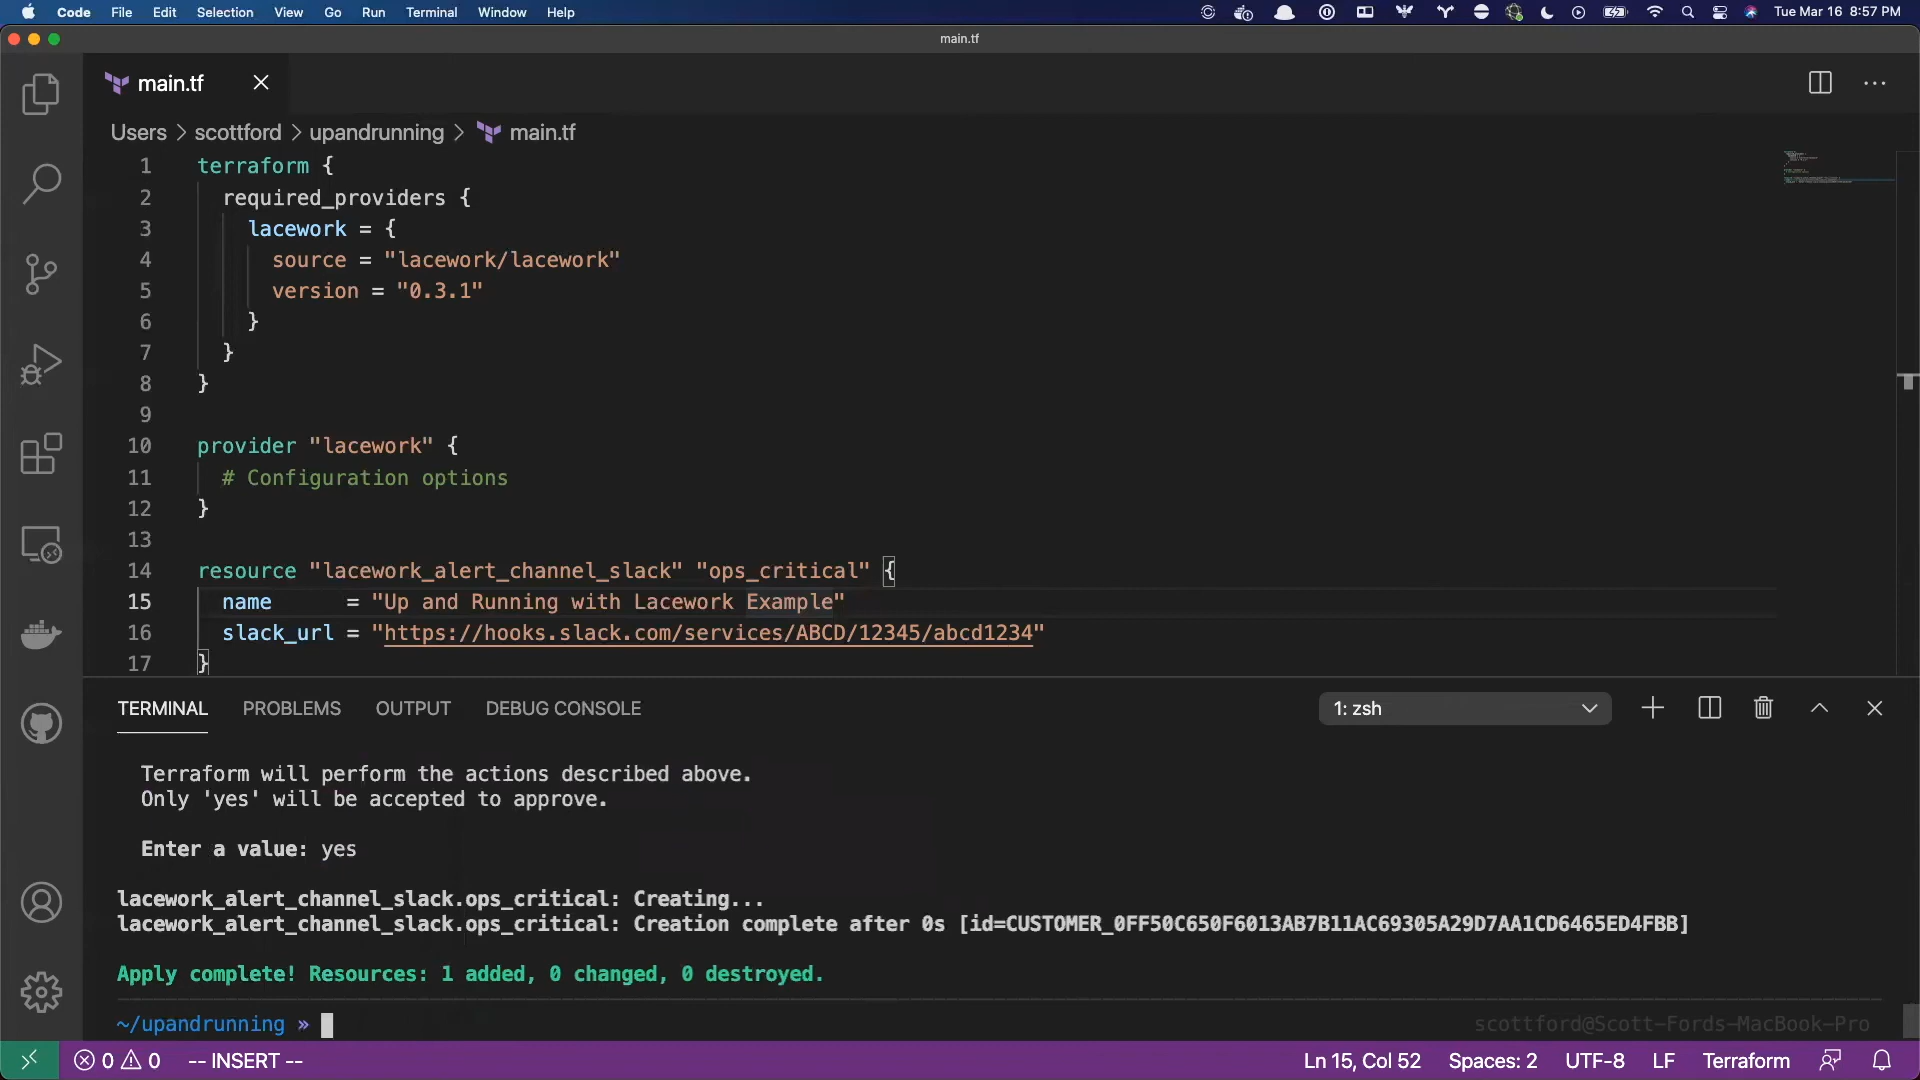 Code File Edit Selection View Go Run Terminal Window Help Tue Mar 16 8:57 PM
main.tf
main.tf
Users > scottford > upandrunning > main.tf
1 terraform {
2 required_providers {
3 lacework = {
4 source = "lacework/lacework"
5 version = "0.3.1"
6 }
7 }
8 }
9
10 provider "lacework" {
11 # Configuration options
12 }
13
14 resource "lacework_alert_channel_slack" "ops_critical" {
15 name = "Up and Running with Lacework Example"
16 slack_url = "https://hooks.slack.com/services/ABCD/12345/abcd1234"
17 }
TERMINAL PROBLEMS OUTPUT DEBUG CONSOLE 1: zsh
Terraform will perform the actions described above.
Only 'yes' will be accepted to approve.
Enter a value: yes
lacework_alert_channel_slack.ops_critical: Creating...
lacework_alert_channel_slack.ops_critical: Creation complete after 0s [id=CUSTOMER_0FF50C650F6013AB7B11AC69305A29D7AA1CD6465ED4FBB]
Apply complete! Resources: 1 added, 0 changed, 0 destroyed.
~/upandrunning » scottford@Scott-Fords-MacBook-Pro
0 0 -- INSERT -- Ln 15, Col 52 Spaces: 2 UTF-8 LF Terraform